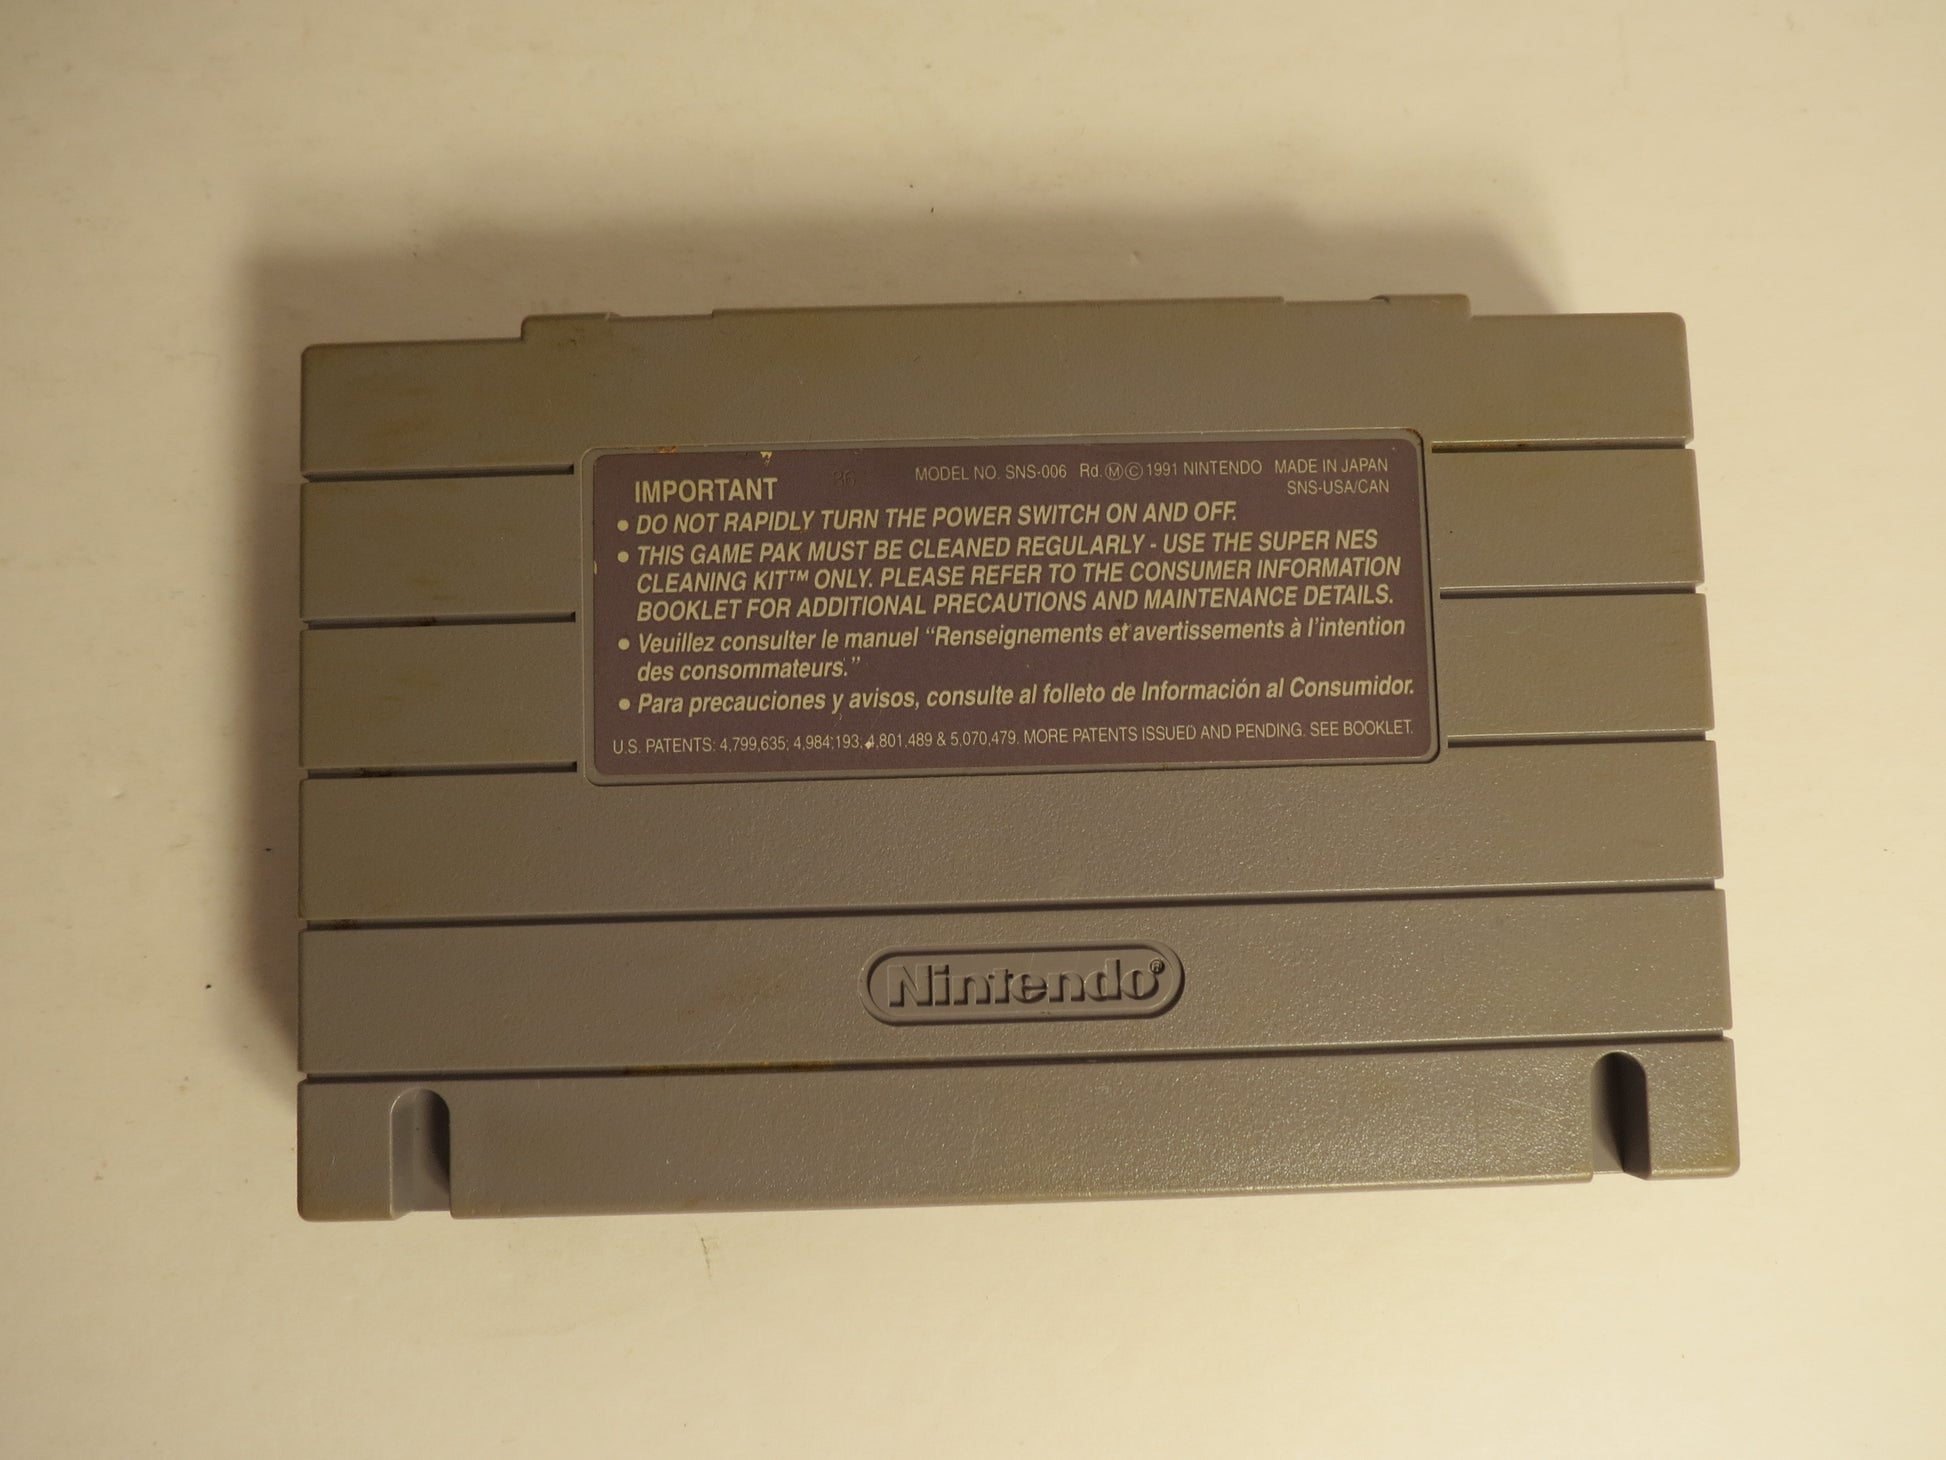 IMPORTANT 36 MODEL NO. SNS-006 Rd.ⓂⒸ1991 NINTENDO MADE IN JAPAN
SNS-USA/CAN
• DO NOT RAPIDLY TURN THE POWER SWITCH ON AND OFF.
• THIS GAME PAK MUST BE CLEANED REGULARLY - USE THE SUPER NES
CLEANING KIT™ ONLY. PLEASE REFER TO THE CONSUMER INFORMATION
BOOKLET FOR ADDITIONAL PRECAUTIONS AND MAINTENANCE DETAILS.
• Veuillez consulter le manuel “Renseignements et avertissements à l'intention
des consommateurs.”
• Para precauciones y avisos, consulte al folleto de Información al Consumidor.
U.S. PATENTS: 4,799,635; 4,984,193, 4,801,489 & 5,070,479. MORE PATENTS ISSUED AND PENDING. SEE BOOKLET.
Nintendo®